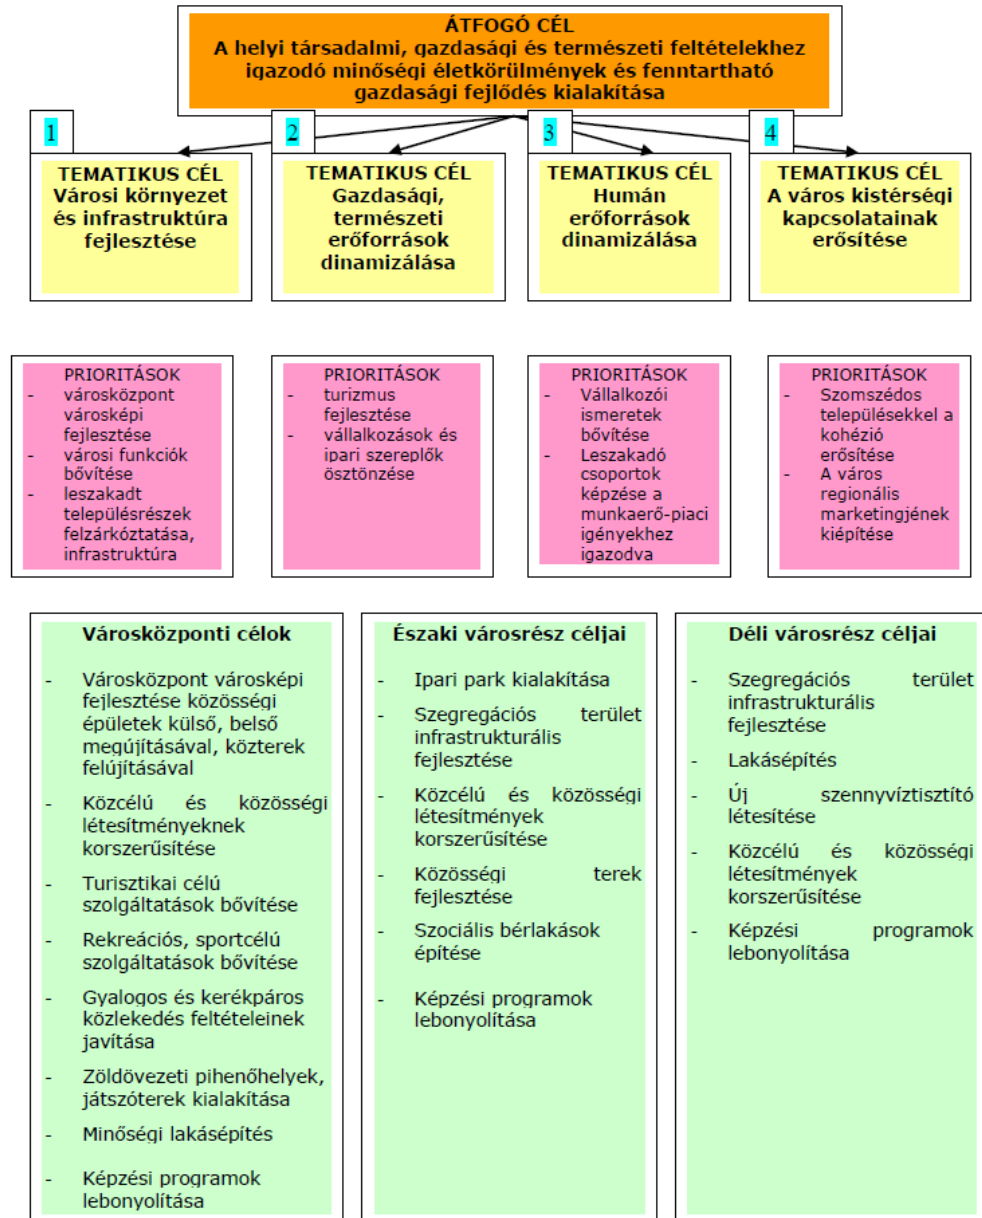 ÁTFOGÓ CÉL
A helyi társadalmi, gazdasági és természeti feltételekhez
igazodó minőségi életkörülmények és fenntartható
gazdasági fejlődés kialakítása
1
TEMATIKUS CÉL
Városi környezet
és infrastruktúra
fejlesztése
2
TEMATIKUS CÉL
Gazdasági,
természeti
erőforrások
dinamizálása
3
TEMATIKUS CÉL
Humán
erőforrások
dinamizálása
4
TEMATIKUS CÉL
A város kistérségi
kapcsolatainak
erősítése
PRIORITÁSOK
- városközpont
városképi
fejlesztése
- városi funkciók
bővítése
- leszakadt
településrészek
felzárkóztatása,
infrastruktúra
PRIORITÁSOK
- turizmus
fejlesztése
- vállalkozások és
ipari szereplők
ösztönzése
PRIORITÁSOK
- Vállalkozói
ismeretek
bővítése
- Leszakadó
csoportok
képzése a
munkaerő-piaci
igényekhez
igazodva
PRIORITÁSOK
- Szomszédos
településekkel a
kohézió
erősítése
- A város
regionális
marketingjének
kiépítése
Városközponti célok
- Városközpont városképi
fejlesztése közösségi
épületek külső, belső
megújításával, közterek
felújításával
- Közcélú és közösségi
létesítményeknek
korszerűsítése
- Turisztikai célú
szolgáltatások bővítése
- Rekreációs, sportcélú
szolgáltatások bővítése
- Gyalogos és kerékpáros
közlekedés feltételeinek
javítása
- Zöldövezeti pihenőhelyek,
játszóterek kialakítása
- Minőségi lakásépítés
- Képzési programok
lebonyolítása
Északi városrész céljai
- Ipari park kialakítása
- Szegregációs terület
infrastrukturális
fejlesztése
- Közcélú és közösségi
létesítmények
korszerűsítése
- Közösségi terek
fejlesztése
- Szociális bérlakások
építése
- Képzési programok
lebonyolítása
Déli városrész céljai
- Szegregációs terület
infrastrukturális
fejlesztése
- Lakásépítés
- Új szennyvíztisztító
létesítése
- Közcélú és közösségi
létesítmények
korszerűsítése
- Képzési programok
lebonyolítása